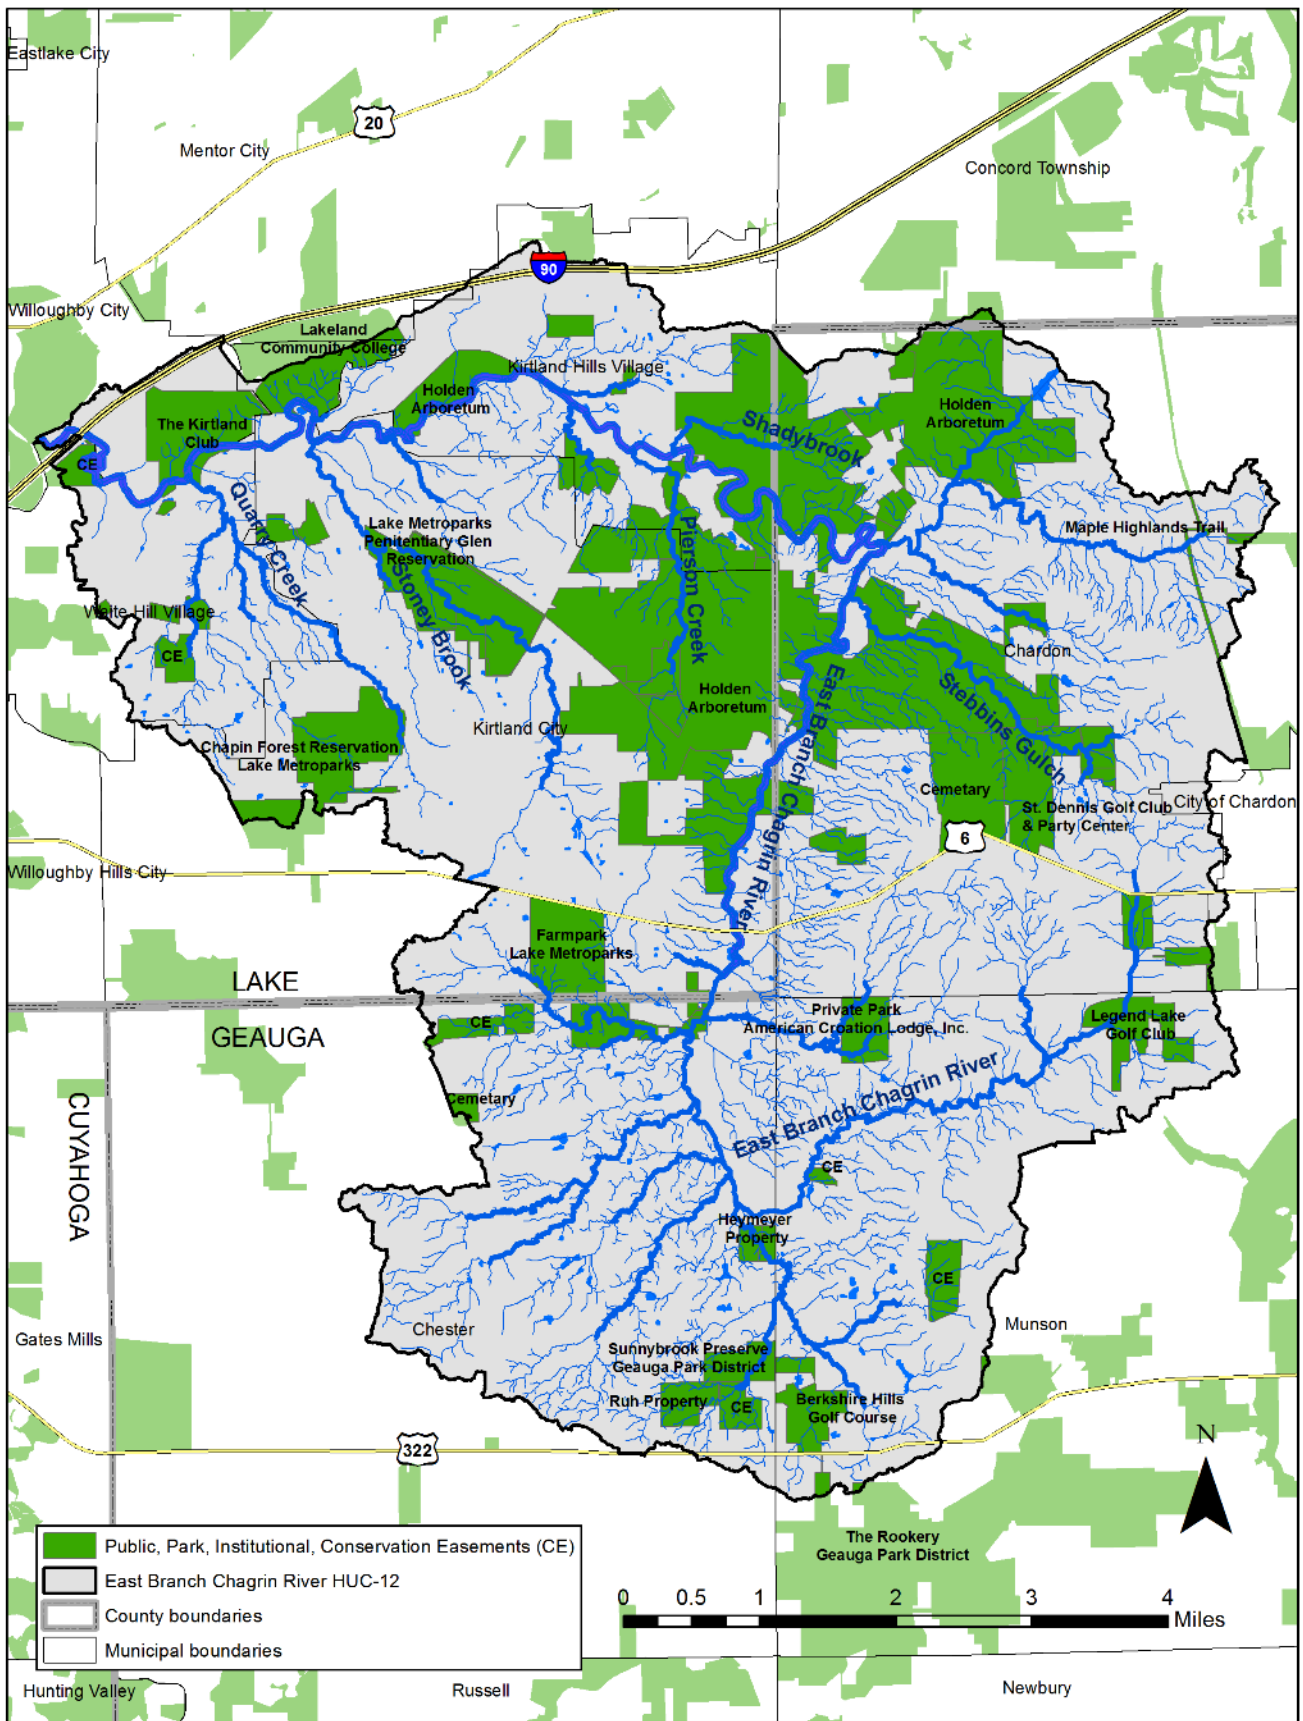 Eastlake City
20
Mentor City
Concord Township
90
Willoughby City
Lakeland
Community College
Kirtland Hills Village
Holden
Arboretum
Holden
Arboretum
The Kirtland
Club
Shadybrook
CE
Quarry Creek
Lake Metroparks
Penitentiary Glen
Reservation
Pierson Creek
Maple Highlands Trail
Stoney Brook
Waite Hill Village
CE
Chardon
Stebbins Gulch
East Branch Chagrin River
Holden
Arboretum
Kirtland City
Chapin Forest Reservation
Lake Metroparks
Cemetary
St. Dennis Golf Club
& Party Center
City of Chardon
6
Willoughby Hills City
Farmpark
Lake Metroparks
LAKE
GEAUGA
CE
Private Park
American Croation Lodge, Inc.
Legend Lake
Golf Club
CUYAHOGA
Cemetary
East Branch Chagrin River
CE
Heymeyer
Property
CE
Gates Mills
Chester
Munson
Sunnybrook Preserve
Geauga Park District
Ruh Property
CE
Berkshire Hills
Golf Course
322
N
The Rookery
Geauga Park District
Public, Park, Institutional, Conservation Easements (CE)
East Branch Chagrin River HUC-12
County boundaries
Municipal boundaries
0 0.5 1 2 3 4
Miles
Hunting Valley
Russell
Newbury